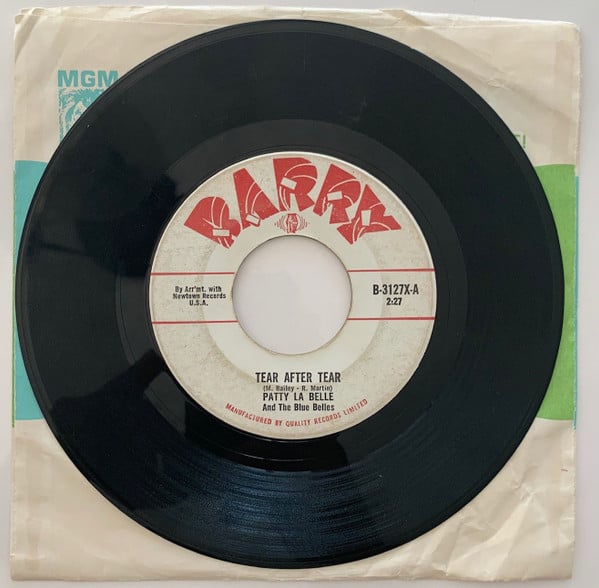 MGM
BARRY
By Arr'mt. with
Newtown Records
U.S.A.
B-3127X-A
2:27
TEAR AFTER TEAR
(M. Bailey - R. Martin)
PATTY LA BELLE
And The Blue Belles
MANUFACTURED BY QUALITY RECORDS LIMITED